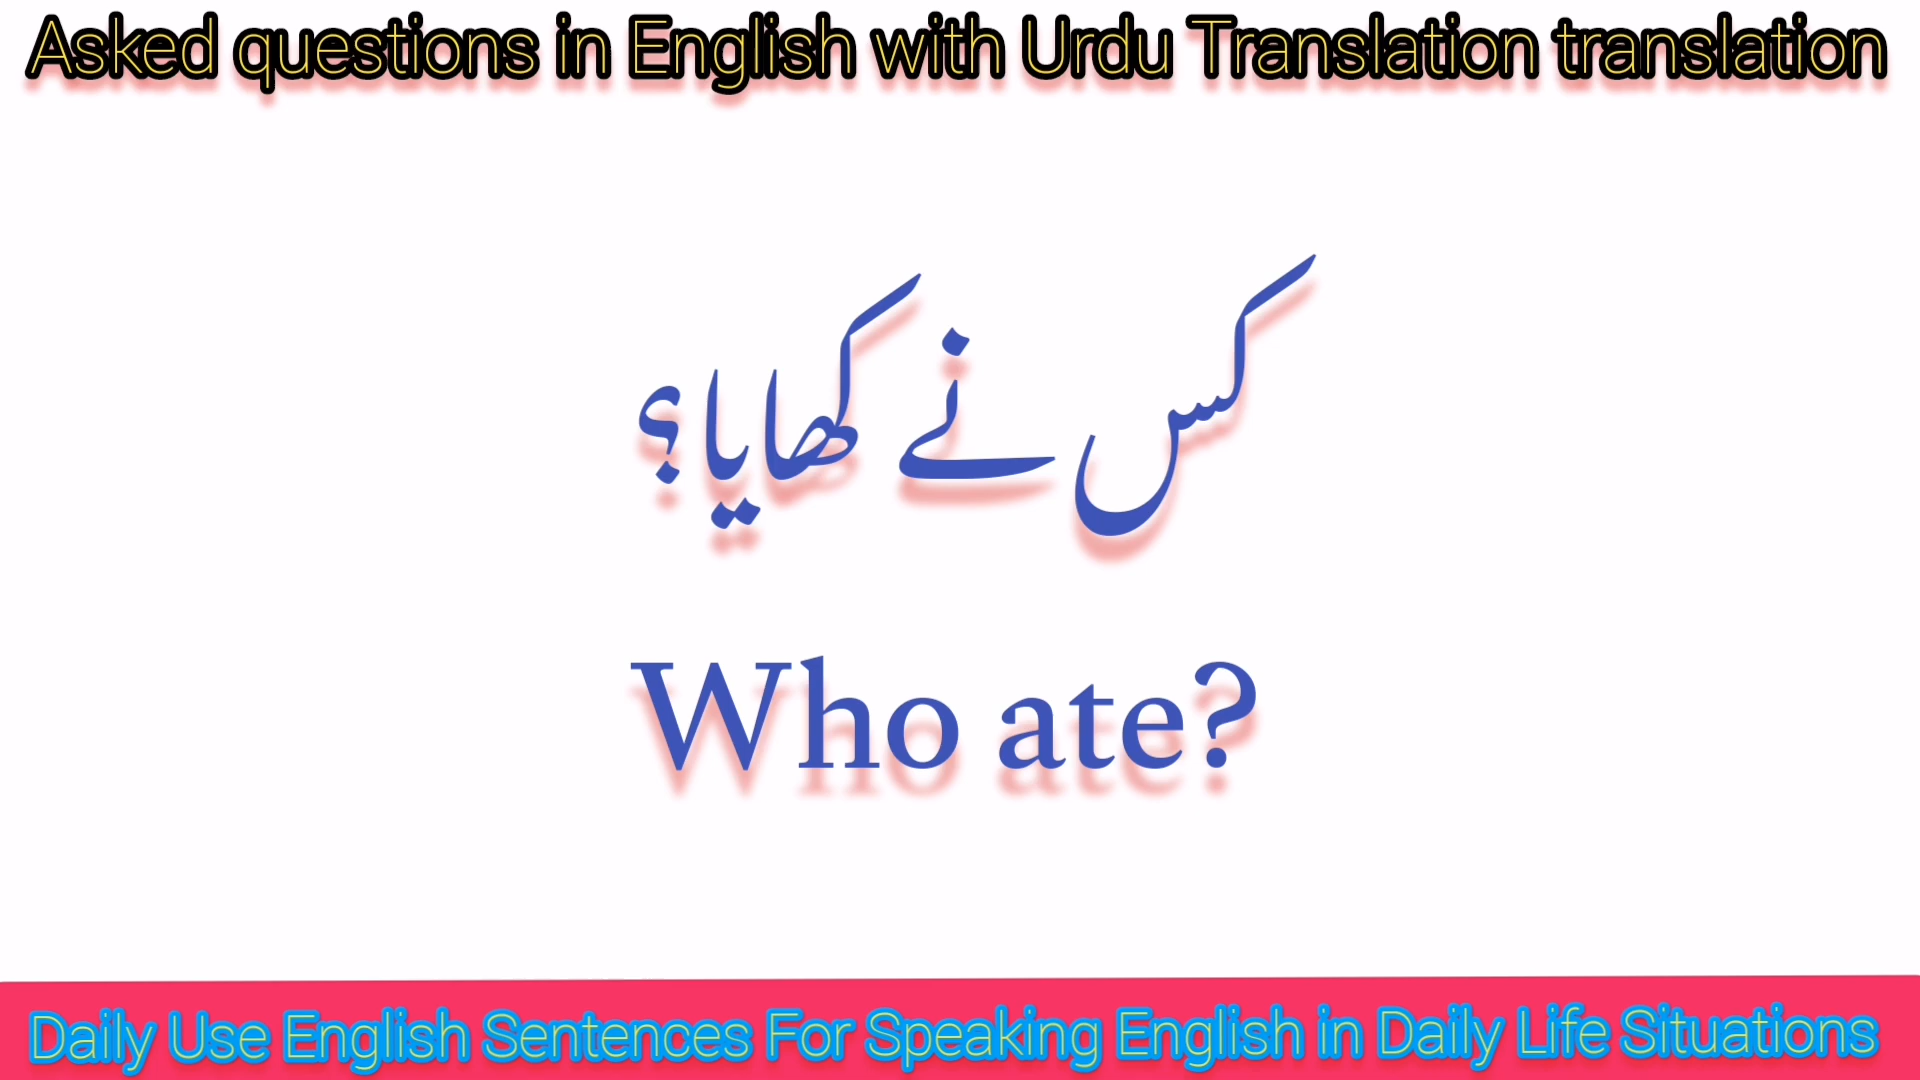 Asked questions in English with Urdu Translation translation
کس نے کھایا؟
Who ate?
Daily Use English Sentences For Speaking English in Daily Life Situations